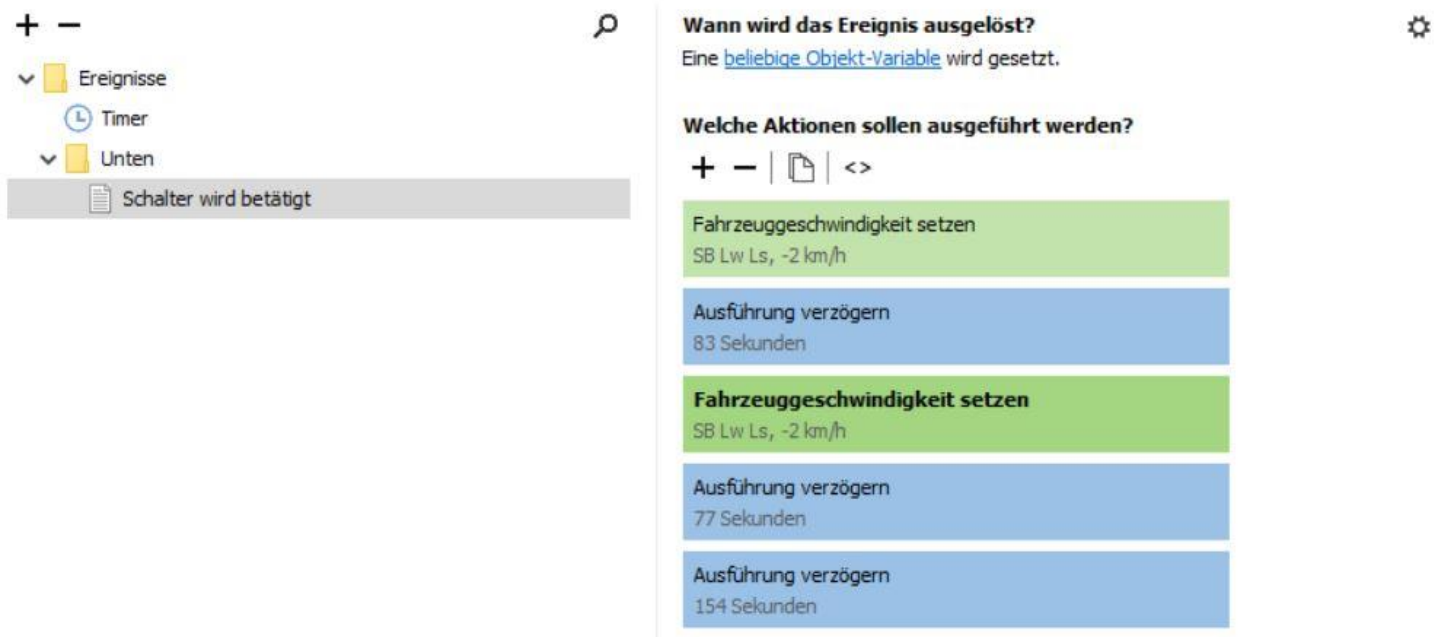 Ereignisse
Timer
Unten
Schalter wird betätigt
Wann wird das Ereignis ausgelöst?
Eine beliebige Objekt-Variable wird gesetzt.
Welche Aktionen sollen ausgeführt werden?
Fahrzeuggeschwindigkeit setzen
SB Lw Ls, -2 km/h
Ausführung verzögern
83 Sekunden
Fahrzeuggeschwindigkeit setzen
SB Lw Ls, -2 km/h
Ausführung verzögern
77 Sekunden
Ausführung verzögern
154 Sekunden